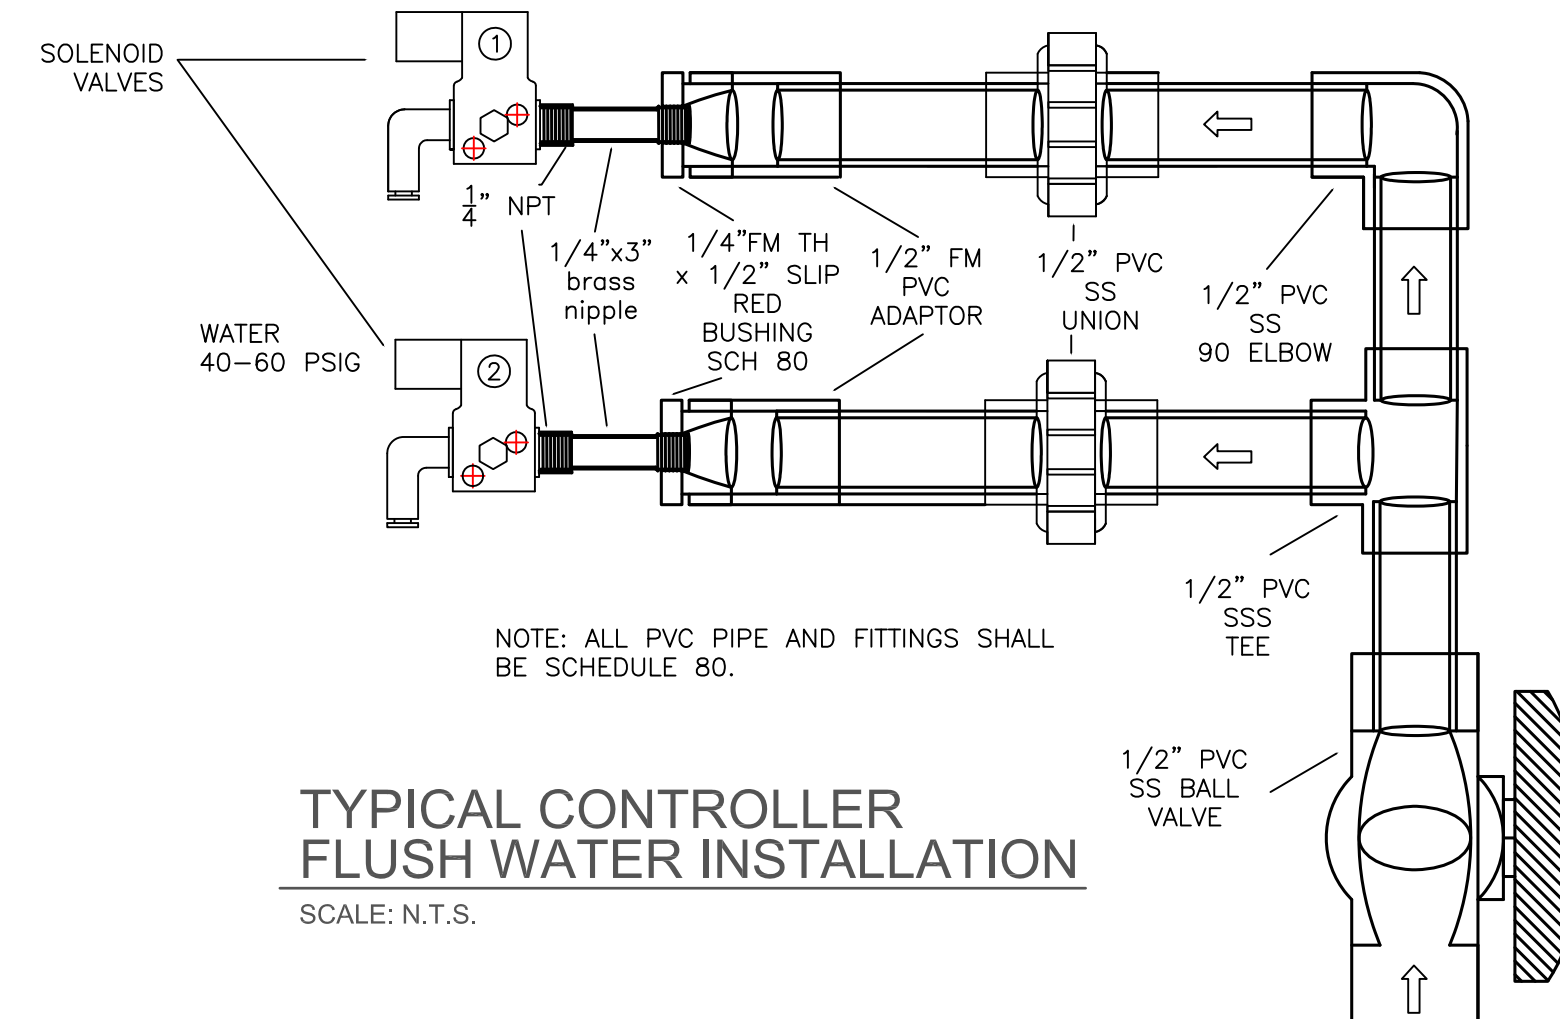 SOLENOID
VALVES
1
1/4" NPT
1/4"x3"
brass
nipple
1/4"FM TH
x 1/2" SLIP
RED
BUSHING
SCH 80
1/2" FM
PVC
ADAPTOR
1/2" PVC
SS
UNION
1/2" PVC
SS
90 ELBOW
WATER
40-60 PSIG
2
1/2" PVC
SSS
TEE
NOTE: ALL PVC PIPE AND FITTINGS SHALL
BE SCHEDULE 80.
1/2" PVC
SS BALL
VALVE
TYPICAL CONTROLLER
FLUSH WATER INSTALLATION
SCALE: N.T.S.